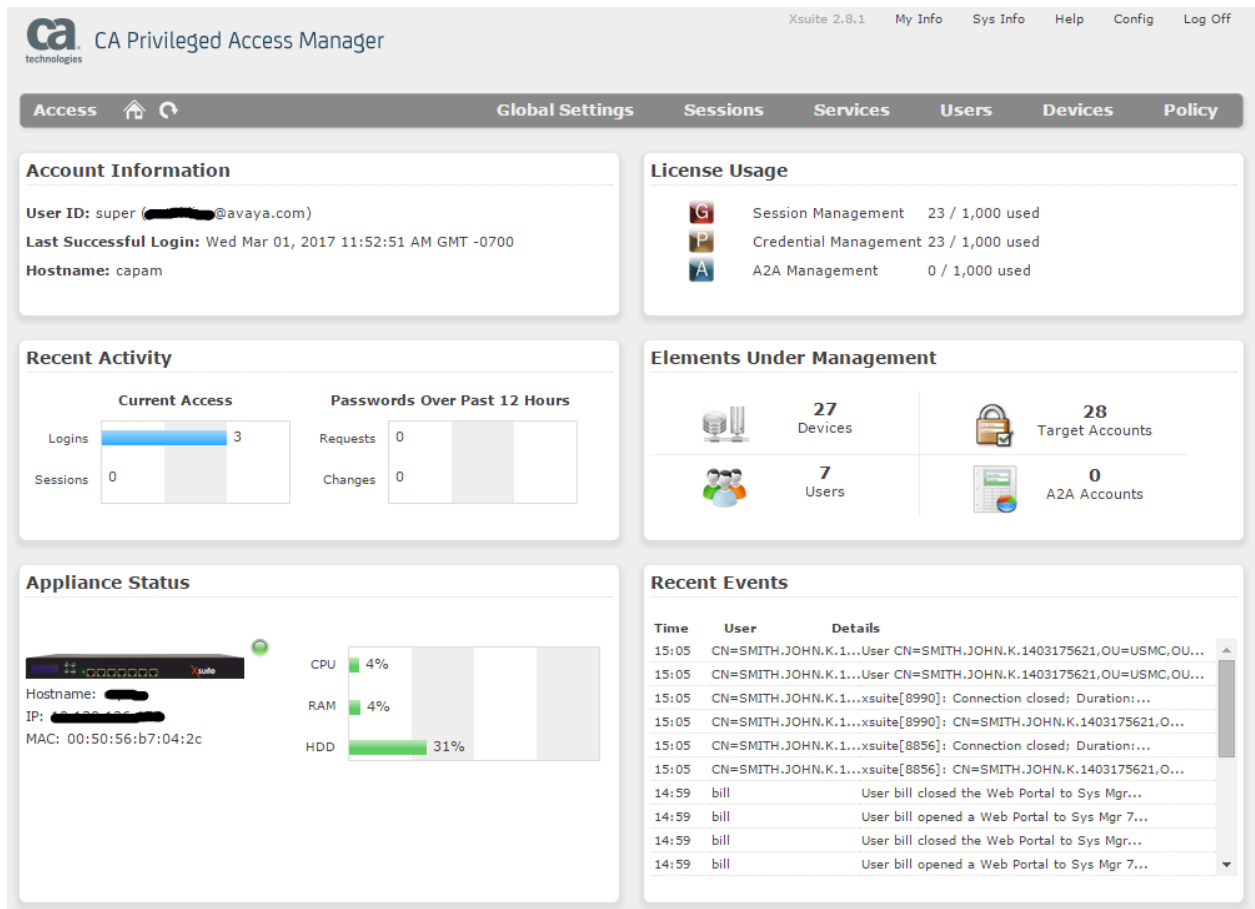 ca
technologies
CA Privileged Access Manager
Xsuite 2.8.1 My Info Sys Info Help Config Log Off
Access Global Settings Sessions Services Users Devices Policy
Account Information
User ID: super ( @avaya.com)
Last Successful Login: Wed Mar 01, 2017 11:52:51 AM GMT -0700
Hostname: capam
License Usage
G Session Management 23 / 1,000 used
P Credential Management 23 / 1,000 used
A A2A Management 0 / 1,000 used
Recent Activity
Current Access
Logins 3
Sessions 0
Passwords Over Past 12 Hours
Requests 0
Changes 0
Elements Under Management
27
Devices
28
Target Accounts
7
Users
0
A2A Accounts
Appliance Status
Xsuite
Hostname:
IP:
MAC: 00:50:56:b7:04:2c
CPU 4%
RAM 4%
HDD 31%
Recent Events
Time User Details
15:05 CN=SMITH.JOHN.K.1...User CN=SMITH.JOHN.K.1403175621,OU=USMC,OU...
15:05 CN=SMITH.JOHN.K.1...User CN=SMITH.JOHN.K.1403175621,OU=USMC,OU...
15:05 CN=SMITH.JOHN.K.1...xsuite[8990]: Connection closed; Duration:...
15:05 CN=SMITH.JOHN.K.1...xsuite[8990]: CN=SMITH.JOHN.K.1403175621,O...
15:05 CN=SMITH.JOHN.K.1...xsuite[8856]: Connection closed; Duration:...
15:05 CN=SMITH.JOHN.K.1...xsuite[8856]: CN=SMITH.JOHN.K.1403175621,O...
14:59 bill User bill closed the Web Portal to Sys Mgr...
14:59 bill User bill opened a Web Portal to Sys Mgr 7...
14:59 bill User bill closed the Web Portal to Sys Mgr...
14:59 bill User bill opened a Web Portal to Sys Mgr 7...